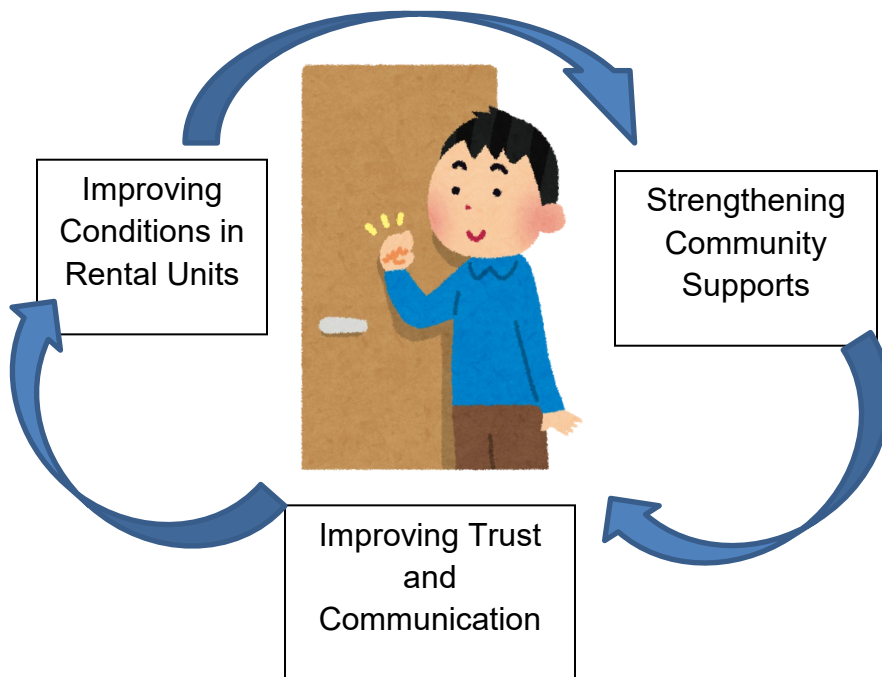 Improving
Conditions in
Rental Units
Strengthening
Community
Supports
Improving Trust
and
Communication